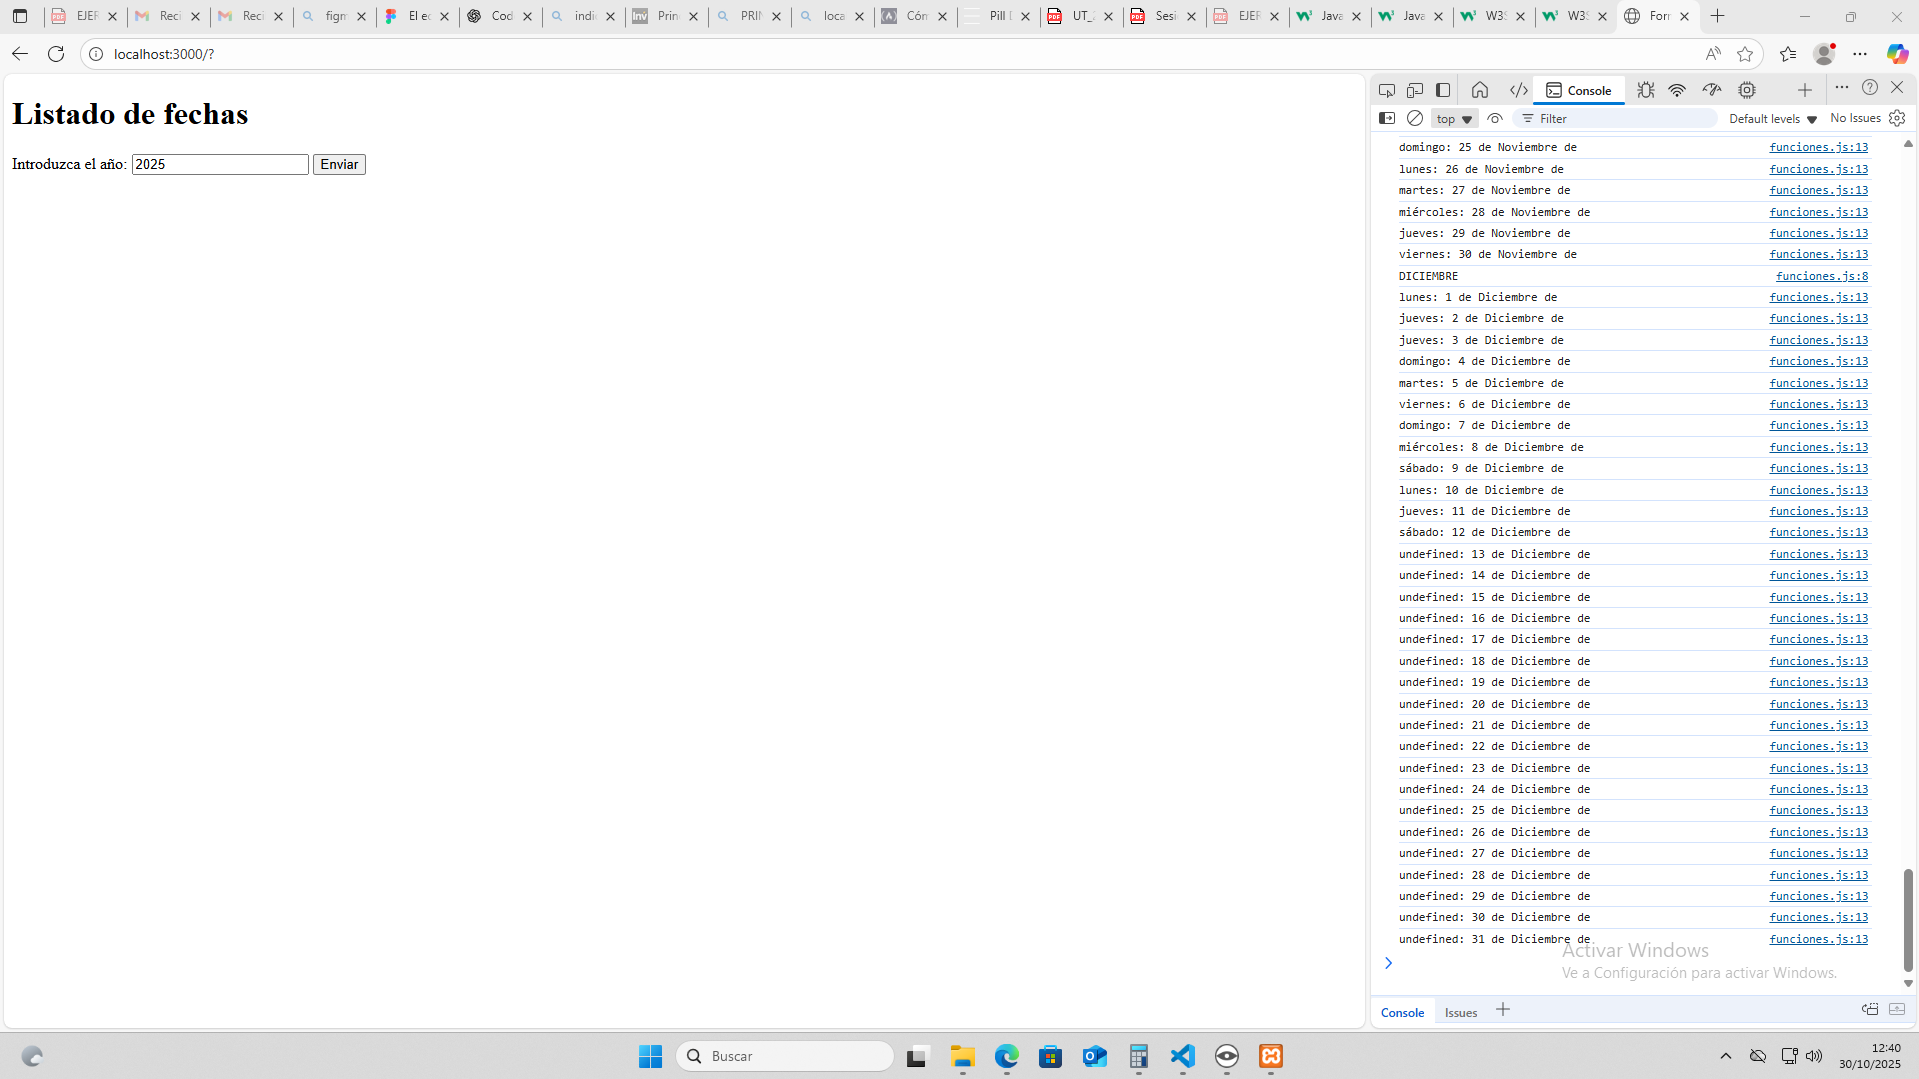 EJER
Reci
Reci
figm
El ec
Cod
indic
Inv
Princ
PRIN
loca
Cóm
Pill I
PDF
UT_2
PDF
Sesi
EJER
Java
Java
W3S
W3S
Forr
localhost:3000/?
Listado de fechas
Introduzca el año: 2025 Enviar
Console
top
Filter
Default levels
No Issues
domingo: 25 de Noviembre de funciones.js:13
lunes: 26 de Noviembre de funciones.js:13
martes: 27 de Noviembre de funciones.js:13
miércoles: 28 de Noviembre de funciones.js:13
jueves: 29 de Noviembre de funciones.js:13
viernes: 30 de Noviembre de funciones.js:13
DICIEMBRE funciones.js:8
lunes: 1 de Diciembre de funciones.js:13
jueves: 2 de Diciembre de funciones.js:13
jueves: 3 de Diciembre de funciones.js:13
domingo: 4 de Diciembre de funciones.js:13
martes: 5 de Diciembre de funciones.js:13
viernes: 6 de Diciembre de funciones.js:13
domingo: 7 de Diciembre de funciones.js:13
miércoles: 8 de Diciembre de funciones.js:13
sábado: 9 de Diciembre de funciones.js:13
lunes: 10 de Diciembre de funciones.js:13
jueves: 11 de Diciembre de funciones.js:13
sábado: 12 de Diciembre de funciones.js:13
undefined: 13 de Diciembre de funciones.js:13
undefined: 14 de Diciembre de funciones.js:13
undefined: 15 de Diciembre de funciones.js:13
undefined: 16 de Diciembre de funciones.js:13
undefined: 17 de Diciembre de funciones.js:13
undefined: 18 de Diciembre de funciones.js:13
undefined: 19 de Diciembre de funciones.js:13
undefined: 20 de Diciembre de funciones.js:13
undefined: 21 de Diciembre de funciones.js:13
undefined: 22 de Diciembre de funciones.js:13
undefined: 23 de Diciembre de funciones.js:13
undefined: 24 de Diciembre de funciones.js:13
undefined: 25 de Diciembre de funciones.js:13
undefined: 26 de Diciembre de funciones.js:13
undefined: 27 de Diciembre de funciones.js:13
undefined: 28 de Diciembre de funciones.js:13
undefined: 29 de Diciembre de funciones.js:13
undefined: 30 de Diciembre de funciones.js:13
undefined: 31 de Diciembre de funciones.js:13
Activar Windows
Ve a Configuración para activar Windows.
Console
Issues
Buscar
12:40
30/10/2025